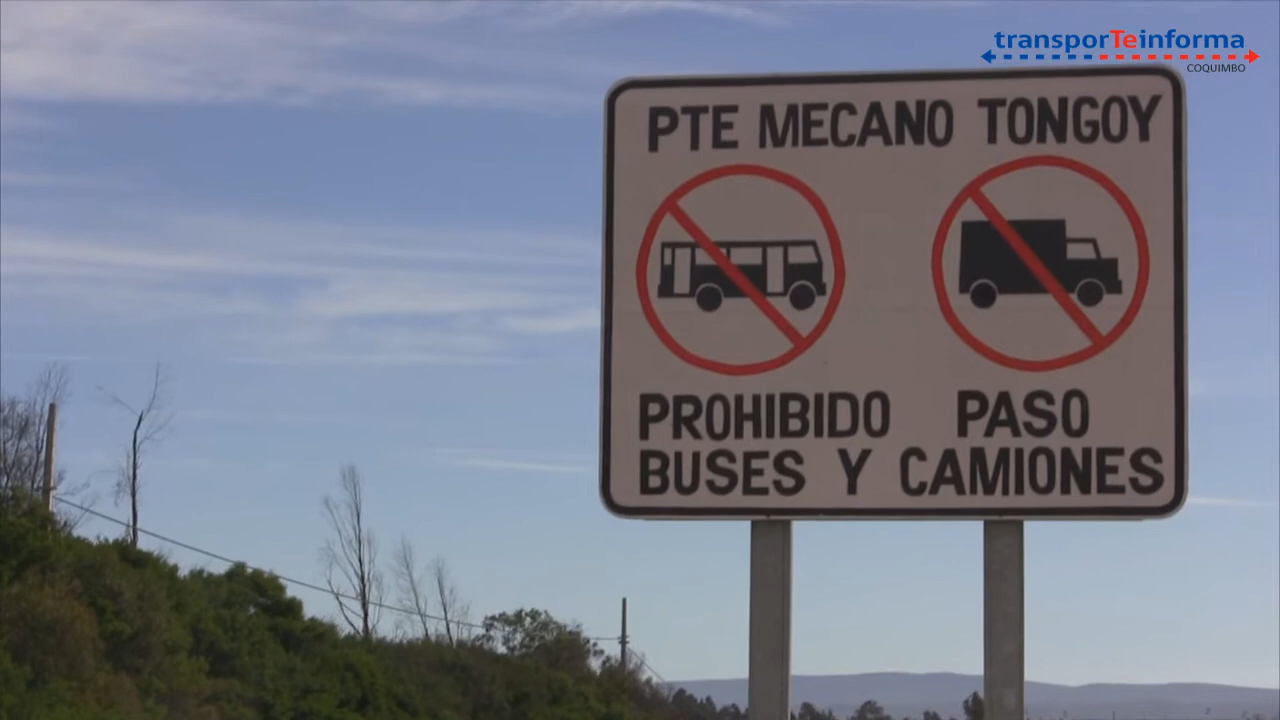 transporTeinforma
COQUIMBO
PTE MECANO TONGOY
PROHIBIDO PASO
BUSES Y CAMIONES